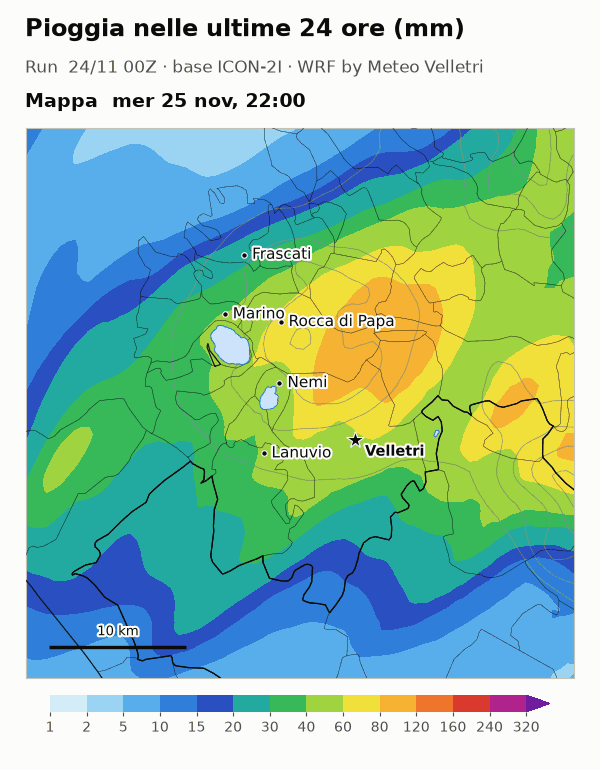 Pioggia nelle ultime 24 ore (mm)
Run  24/11 00Z · base ICON-2I · WRF by Meteo Velletri
Mappa  mer 25 nov, 22:00
Frascati
Marino
Rocca di Papa
Nemi
Velletri
Lanuvio
10 km
1 2 5 10 15 20 30 40 60 80 120 160 240 320